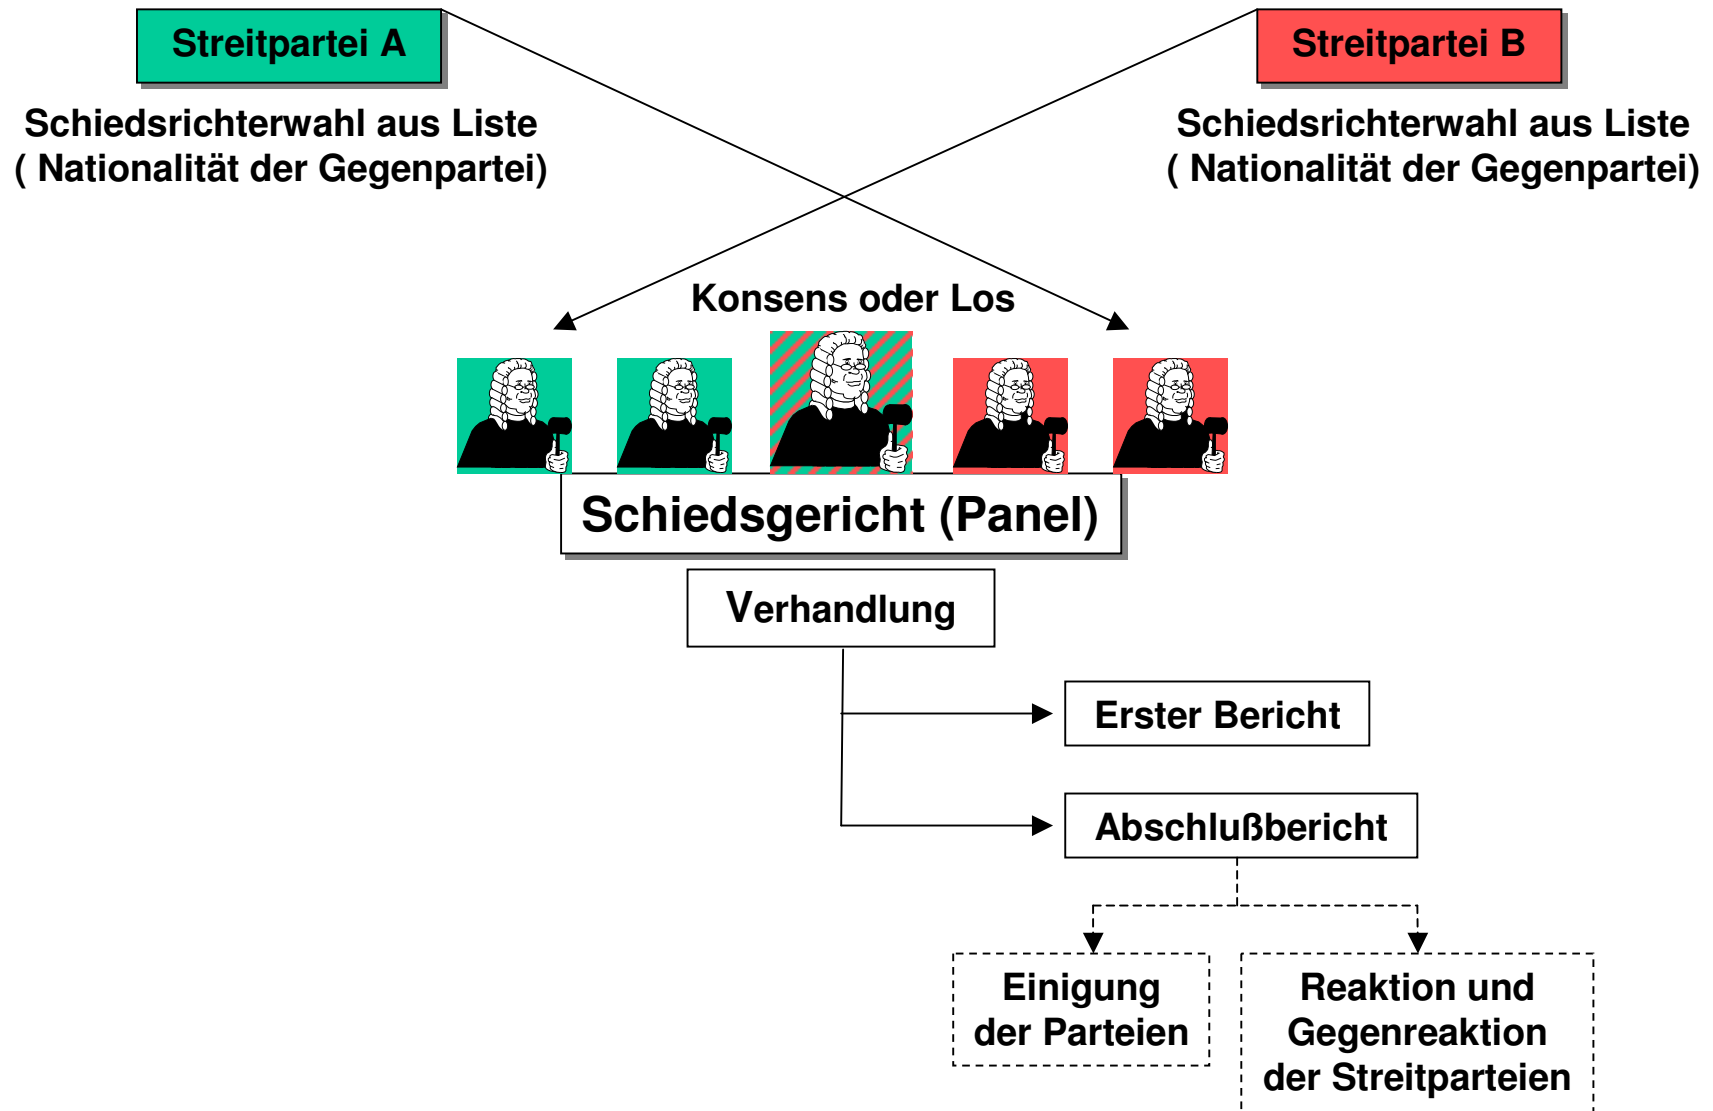 Streitpartei A
Streitpartei B
Schiedsrichterwahl aus Liste
( Nationalität der Gegenpartei)
Schiedsrichterwahl aus Liste
( Nationalität der Gegenpartei)
Konsens oder Los
Schiedsgericht (Panel)
Verhandlung
Erster Bericht
Abschlußbericht
Einigung
der Parteien
Reaktion und
Gegenreaktion
der Streitparteien